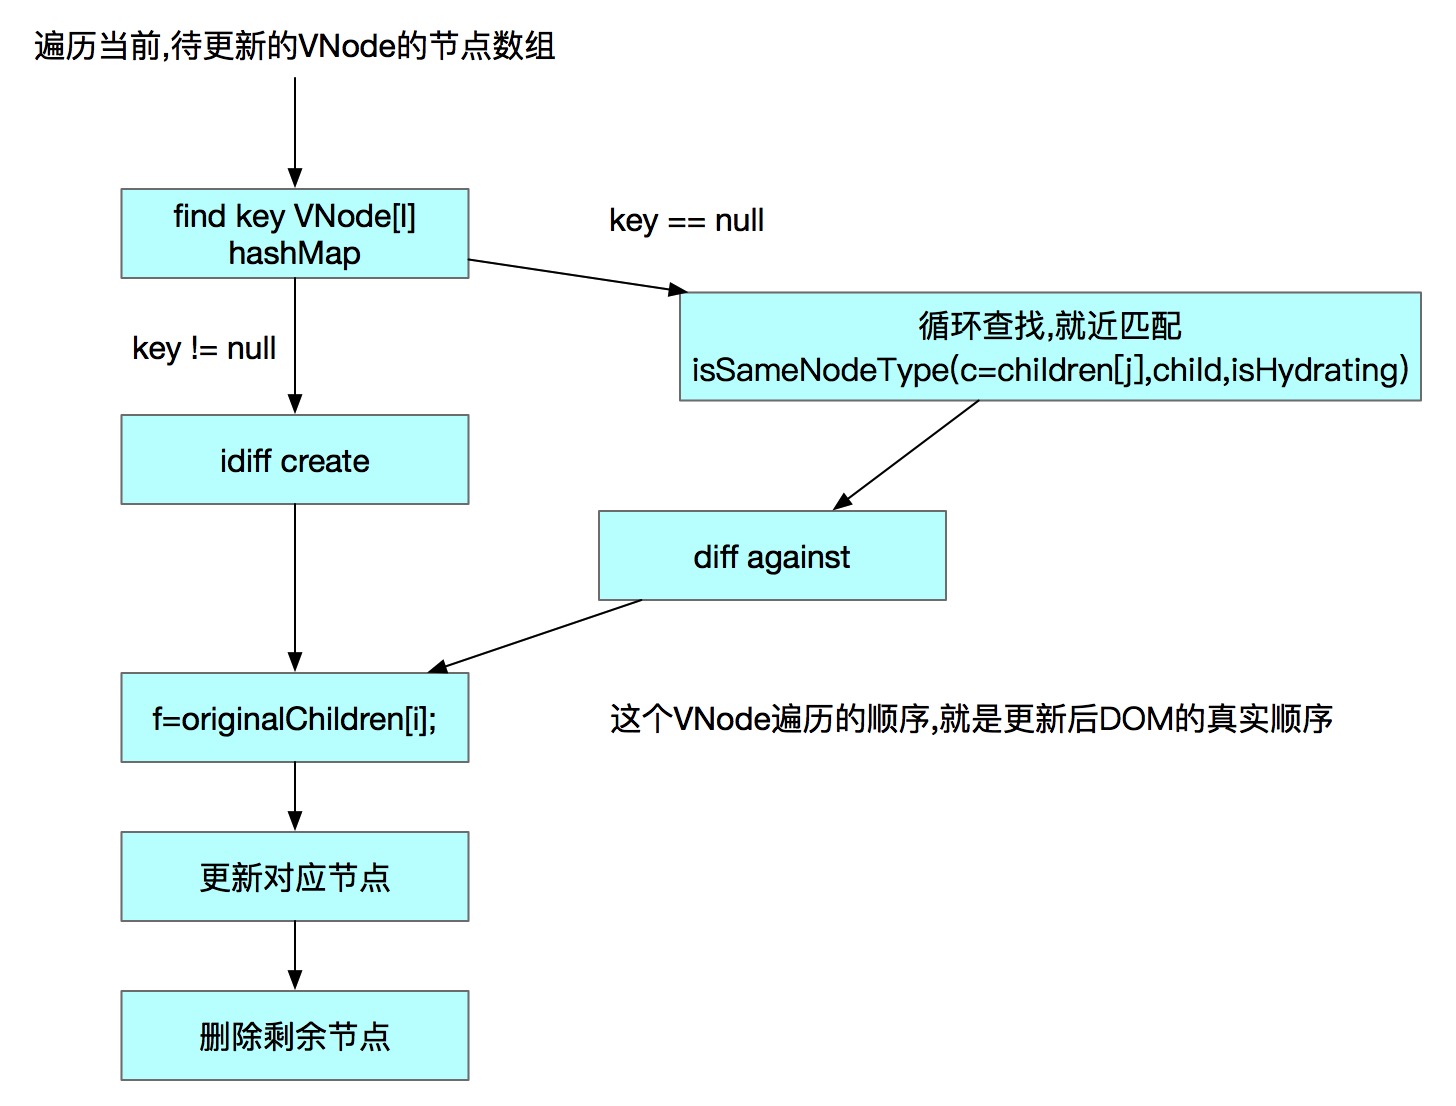 遍历当前,待更新的VNode的节点数组
find key VNode[I]
hashMap
key == null
循环查找,就近匹配
isSameNodeType(c=children[j],child,isHydrating)
key != null
idiff create
diff against
f=originalChildren[i];
这个VNode遍历的顺序,就是更新后DOM的真实顺序
更新对应节点
删除剩余节点